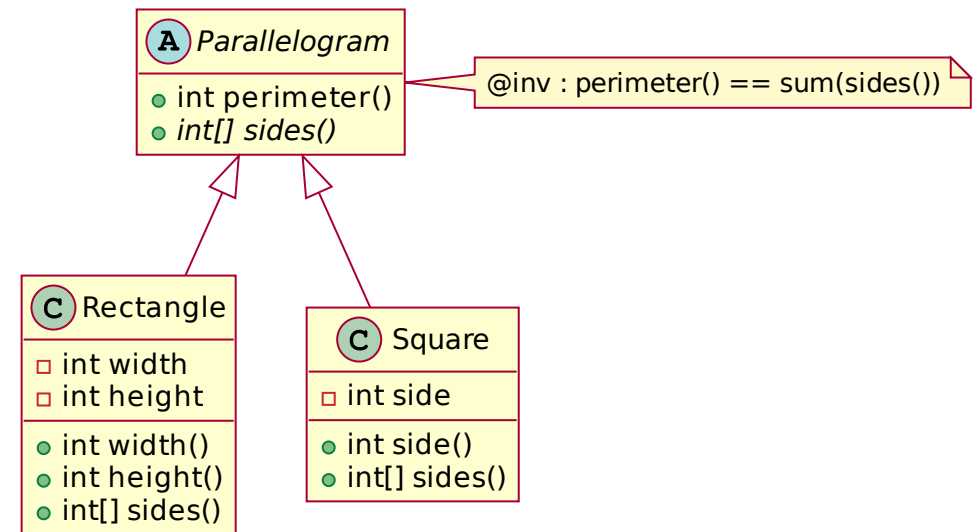 A Parallelogram
int perimeter()
int[] sides()
@inv : perimeter() == sum(sides())
C Rectangle
int width
int height
int width()
int height()
int[] sides()
C Square
int side
int side()
int[] sides()